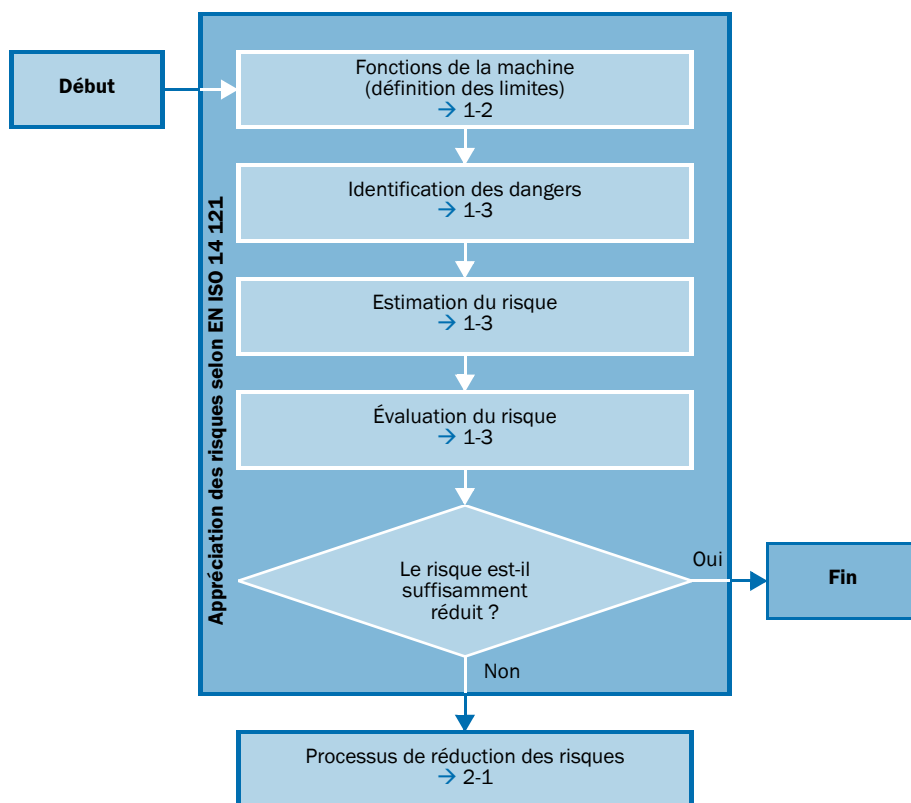 Début
Fonctions de la machine
(définition des limites)
→ 1-2
Identification des dangers
→ 1-3
Estimation du risque
→ 1-3
Évaluation du risque
→ 1-3
Appréciation des risques selon EN ISO 14 121
Le risque est-il
suffisamment
réduit ?
Oui
Fin
Non
Processus de réduction des risques
→ 2-1